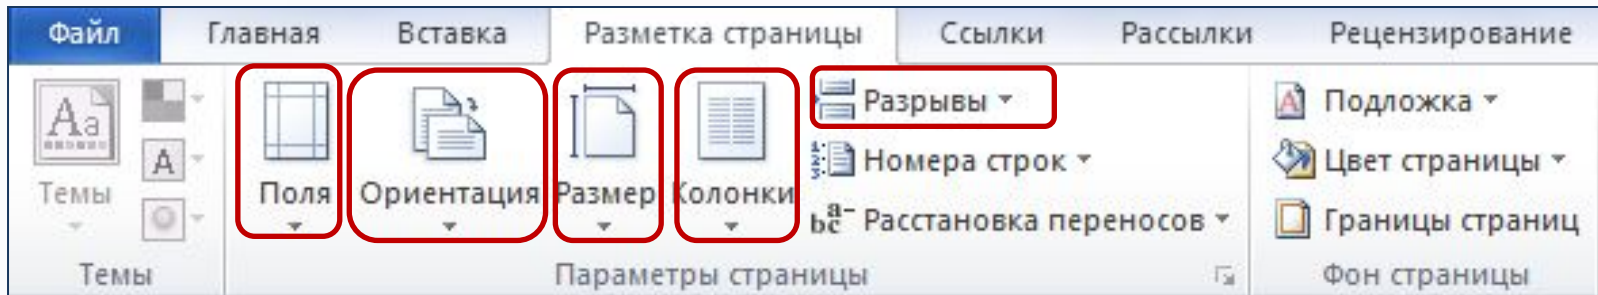 Файл Главная Вставка Разметка страницы Ссылки Рассылки Рецензирование
Aa
A
Темы
Поля Ориентация Размер Колонки
Разрывы
Номера строк
Расстановка переносов
Подложка
Цвет страницы
Границы страниц
Темы Параметры страницы Фон страницы